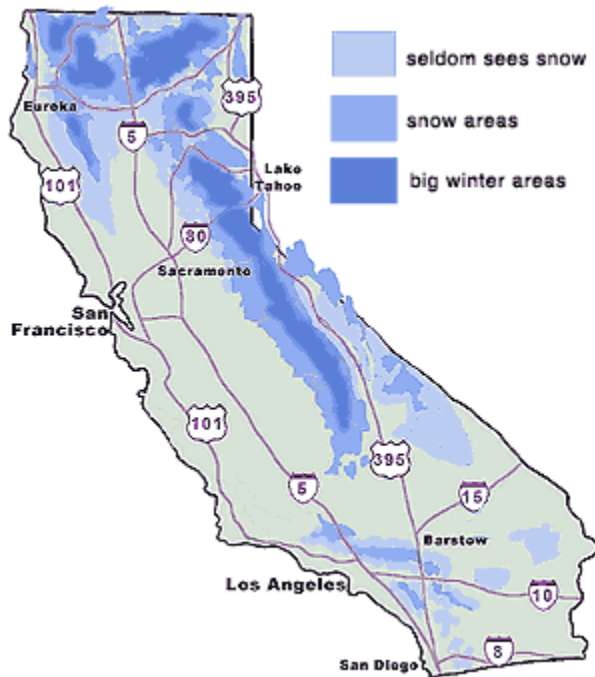 seldom sees snow
snow areas
big winter areas
Eureka
395
5
101
Lake
Tahoe
80
Sacramento
San
Francisco
101
395
5
15
Barstow
Los Angeles
10
San Diego
8